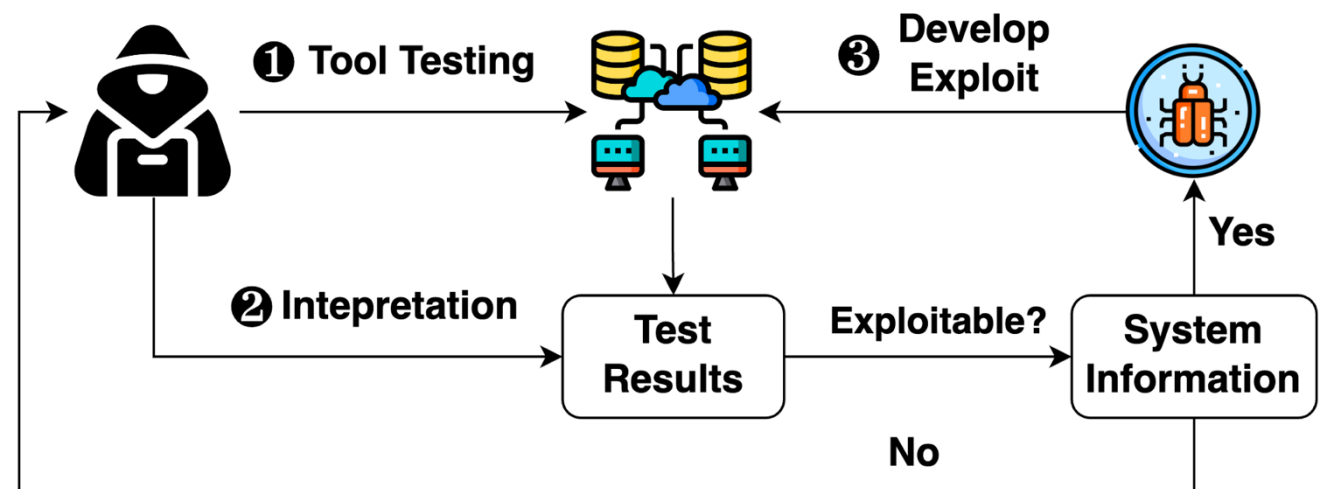 ❶ Tool Testing
❸ Develop
Exploit
Yes
❷ Intepretation
Test
Results
Exploitable?
System
Information
No